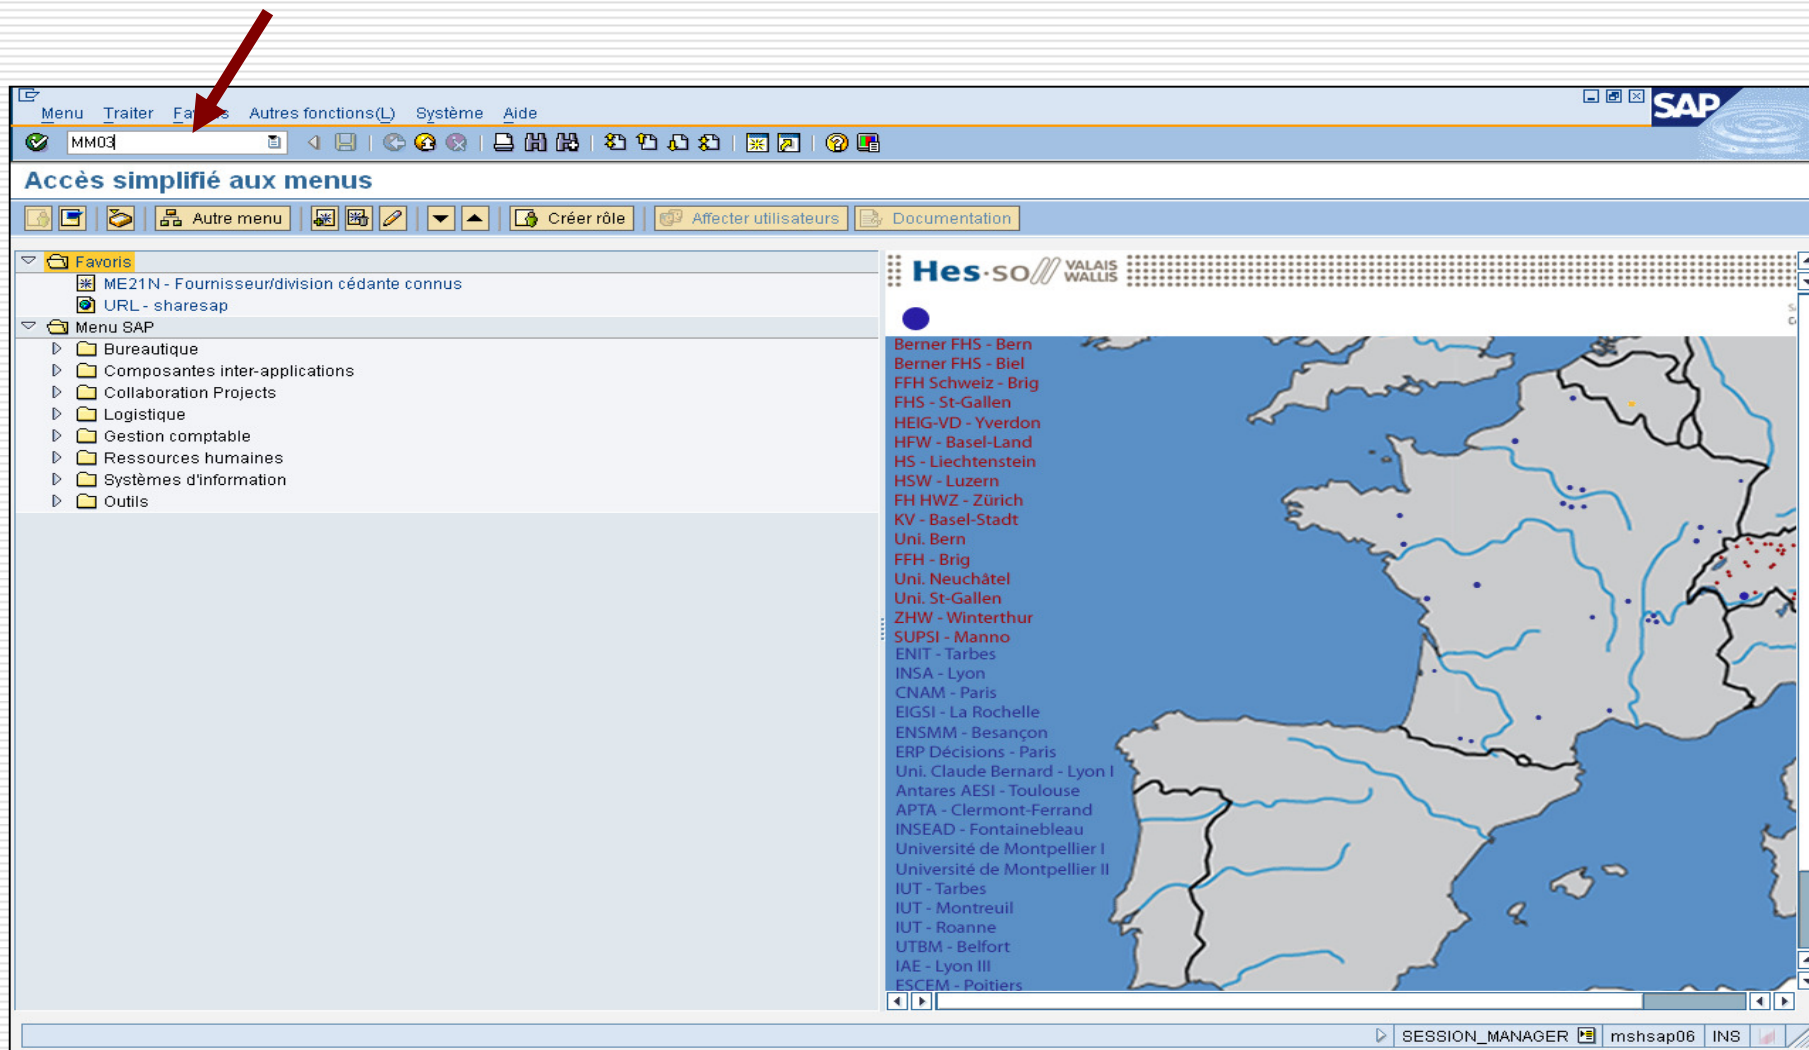 Menu Traiter Autres fonctions(L) Système Aide
SAP
MM03
Accès simplifié aux menus
Autre menu Créer rôle Affecter utilisateurs Documentation
Favoris
ME21N - Fournisseur/division cédante connus
URL - sharesap
Menu SAP
Bureautique
Composantes inter-applications
Collaboration Projects
Logistique
Gestion comptable
Ressources humaines
Systèmes d'information
Outils
Hes·so VALAIS
WALLIS
Berner FHS - Bern
Berner FHS - Biel
FFH Schweiz - Brig
FHS - St-Gallen
HEIG-VD - Yverdon
HFW - Basel-Land
HS - Liechtenstein
HSW - Luzern
FH HWZ - Zürich
KV - Basel-Stadt
Uni. Bern
FFH - Brig
Uni. Neuchâtel
Uni. St-Gallen
ZHW - Winterthur
SUPSI - Manno
ENIT - Tarbes
INSA - Lyon
CNAM - Paris
EIGSI - La Rochelle
ENSMM - Besançon
ERP Décisions - Paris
Uni. Claude Bernard - Lyon I
Antares AESI - Toulouse
APTA - Clermont-Ferrand
INSEAD - Fontainebleau
Université de Montpellier I
Université de Montpellier II
IUT - Tarbes
IUT - Montreuil
IUT - Roanne
UTBM - Belfort
IAE - Lyon III
ESCEM - Poitiers
SESSION_MANAGER mshsap06 INS